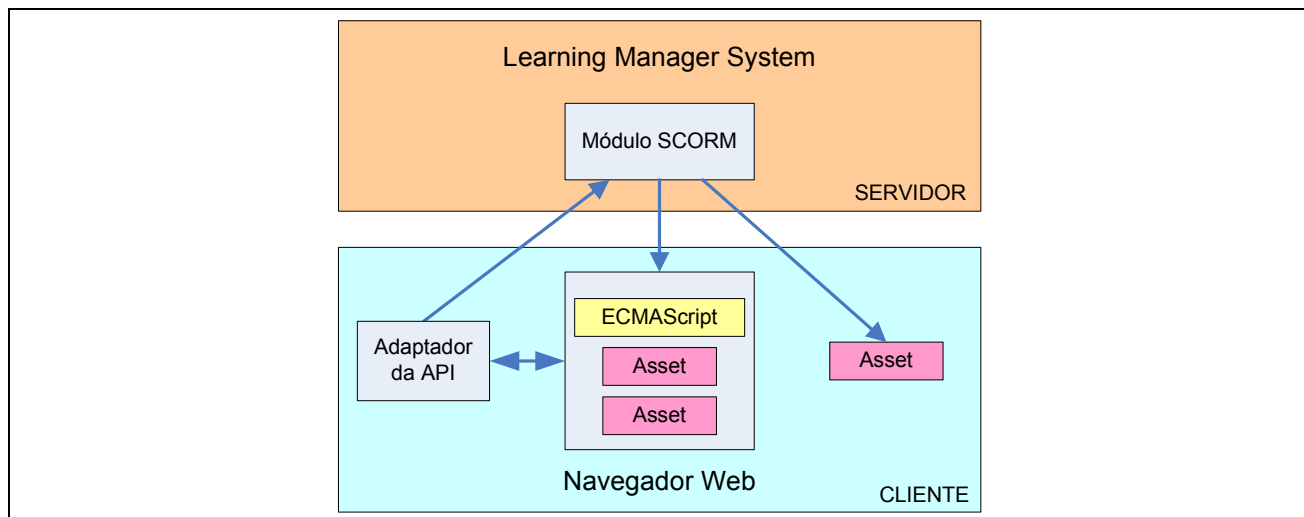 Learning Manager System
Módulo SCORM
SERVIDOR
ECMAScript
Adaptador
da API
Asset
Asset
Asset
Navegador Web
CLIENTE